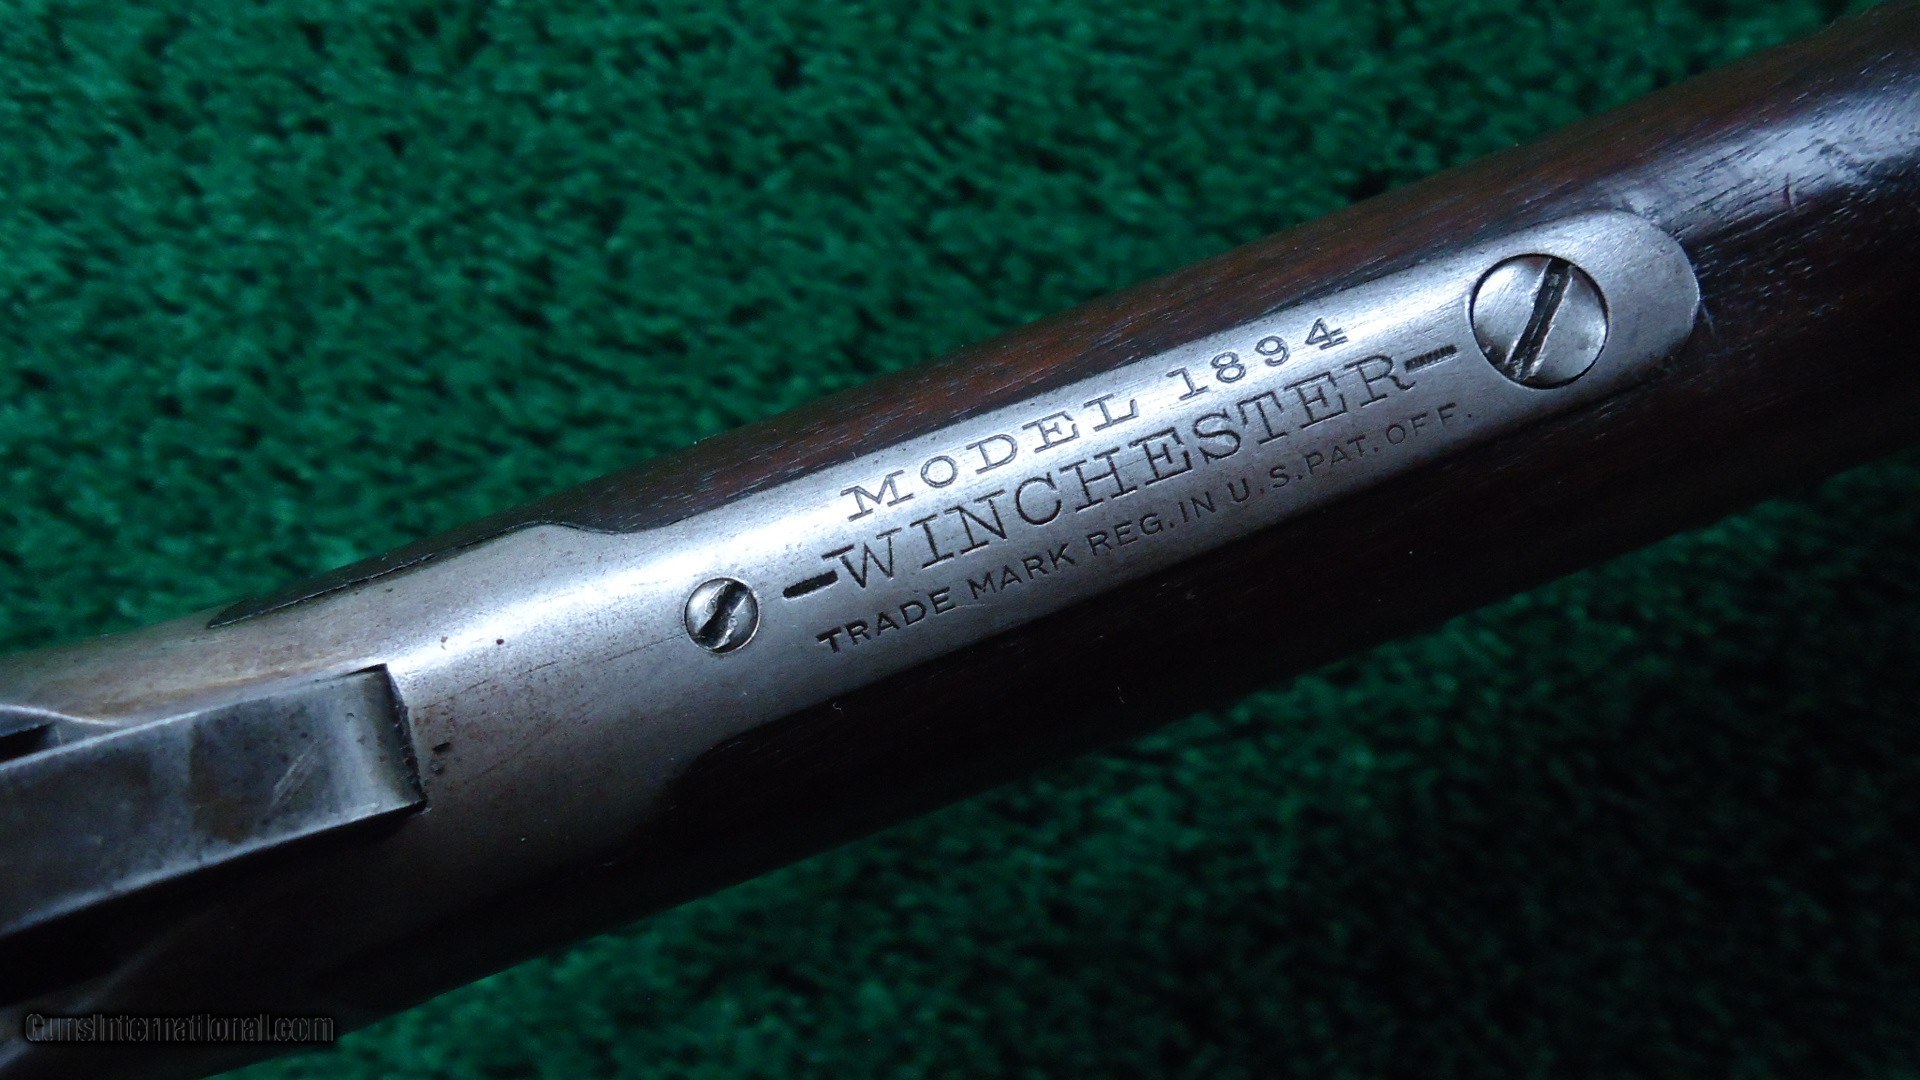 MODEL 1894
-WINCHESTER-
TRADE MARK REG. IN U.S. PAT. OFF.
GunsInternational.com